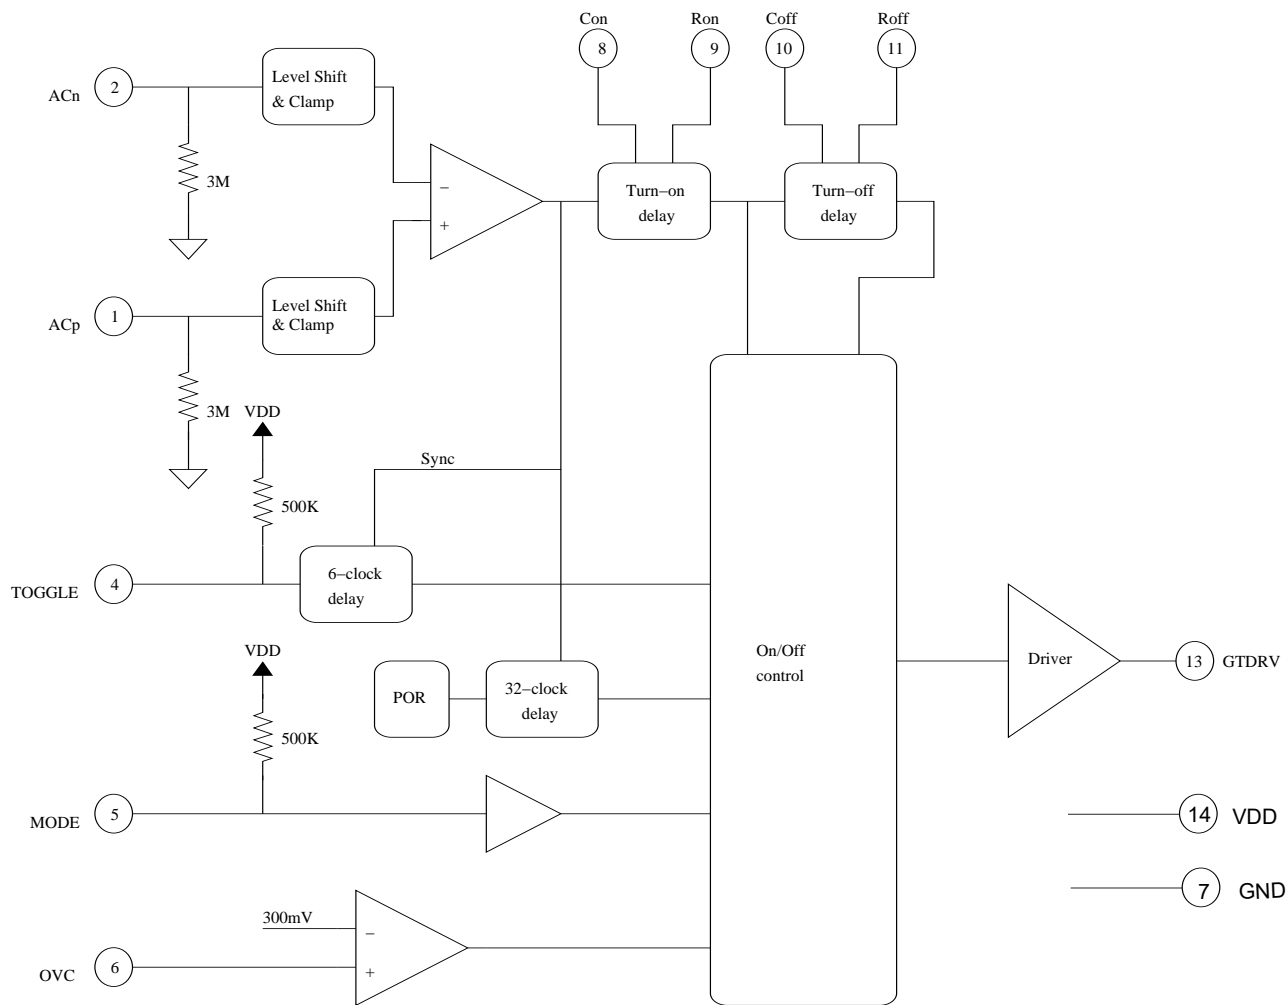 Con
Ron
Coff
Roff
8
9
10
11
ACn
2
Level Shift
& Clamp
3M
−
+
Turn−on
delay
Turn−off
delay
ACp
1
Level Shift
& Clamp
3M
VDD
500K
Sync
TOGGLE
4
6−clock
delay
VDD
500K
POR
32−clock
delay
On/Off
control
Driver
13
GTDRV
MODE
5
14
VDD
7
GND
300mV
−
+
OVC
6